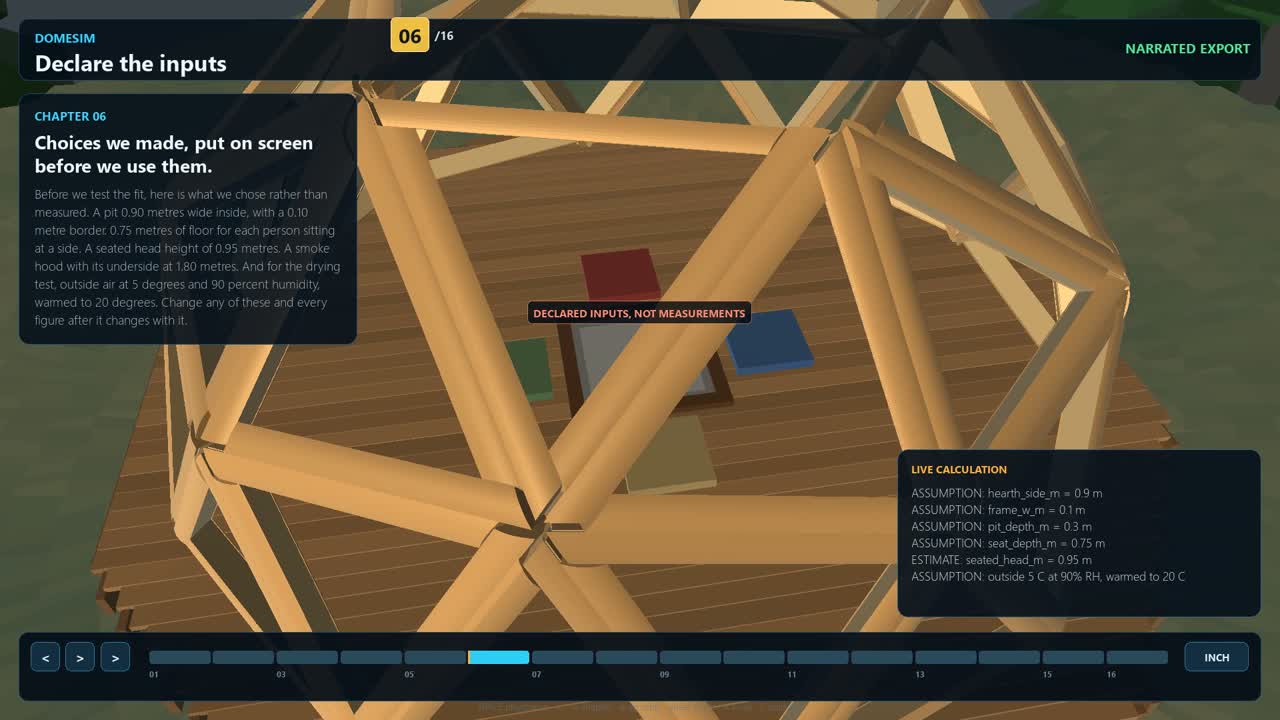 DOMESIM
Declare the inputs
06 /16
NARRATED EXPORT
CHAPTER 06
Choices we made, put on screen
before we use them.
Before we test the fit, here is what we chose rather than
measured. A pit 0.90 metres wide inside, with a 0.10
metre border. 0.75 metres of floor for each person sitting
at a side. A seated head height of 0.95 metres. A smoke
hood with its underside at 1.80 metres. And for the drying
test, outside air at 5 degrees and 90 percent humidity,
warmed to 20 degrees. Change any of these and every
figure after it changes with it.
DECLARED INPUTS, NOT MEASUREMENTS
LIVE CALCULATION
ASSUMPTION: hearth_side_m = 0.9 m
ASSUMPTION: frame_w_m = 0.1 m
ASSUMPTION: pit_depth_m = 0.3 m
ASSUMPTION: seat_depth_m = 0.75 m
ESTIMATE: seated_head_m = 0.95 m
ASSUMPTION: outside 5 C at 90% RH, warmed to 20 C
< > >
INCH
01 03 05 07 09 11 13 15 16